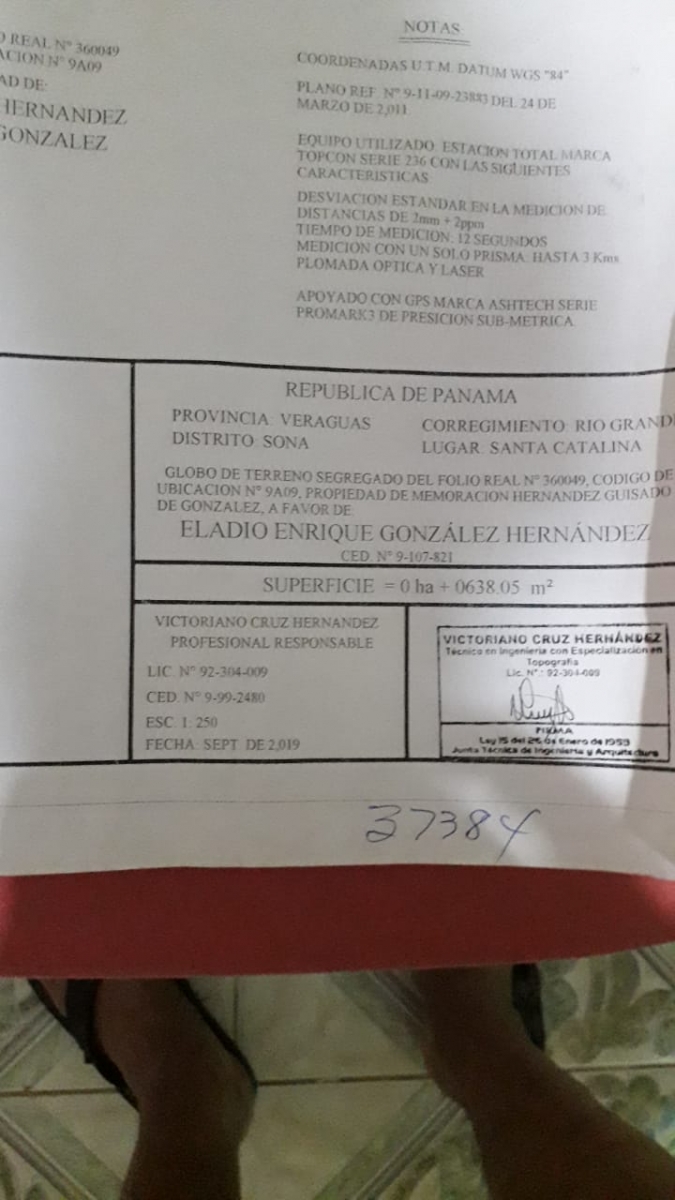 REAL N° 360049
N° 9A09
AD DE:
HERNANDEZ
GONZALEZ
NOTAS
COORDENADAS U.T.M. DATUM WGS "84"
PLANO REF. N° 9-11-09-23883 DEL 24 DE
MARZO DE 2,011
EQUIPO UTILIZADO: ESTACION TOTAL MARCA
TOPCON SERIE 236 CON LAS SIGUIENTES
CARACTERISTICAS
DESVIACION ESTANDAR EN LA MEDICION DE
DISTANCIAS DE 2mm + 2ppm
TIEMPO DE MEDICION: 12 SEGUNDOS
MEDICION CON UN SOLO PRISMA: HASTA 3 Kms
PLOMADA OPTICA Y LASER
APOYADO CON GPS MARCA ASHTECH SERIE
PROMARK3 DE PRESICION SUB-METRICA
REPUBLICA DE PANAMA
PROVINCIA: VERAGUAS CORREGIMIENTO: RIO GRANDE
DISTRITO: SONA LUGAR: SANTA CATALINA
GLOBO DE TERRENO SEGREGADO DEL FOLIO REAL N° 360049, CODIGO DE
UBICACION N° 9A09, PROPIEDAD DE MEMORACION HERNANDEZ GUISADO
DE GONZALEZ, A FAVOR DE:
ELADIO ENRIQUE GONZÁLEZ HERNÁNDEZ
CED. N° 9-107-821
SUPERFICIE = 0 ha + 0638.05 m²
VICTORIANO CRUZ HERNANDEZ
PROFESIONAL RESPONSABLE
LIC. N° 92-304-009
CED. N° 9-99-2480
ESC. 1: 250
FECHA: SEPT. DE 2,019
VICTORIANO CRUZ HERNÁNDEZ
Técnico en Ingeniería con Especialización en
Topografía
Lic. N°.: 92-304-009
FIRMA
Ley 15 del 26 de Enero de 1959
Junta Técnica de Ingeniería y Arquitectura
37384